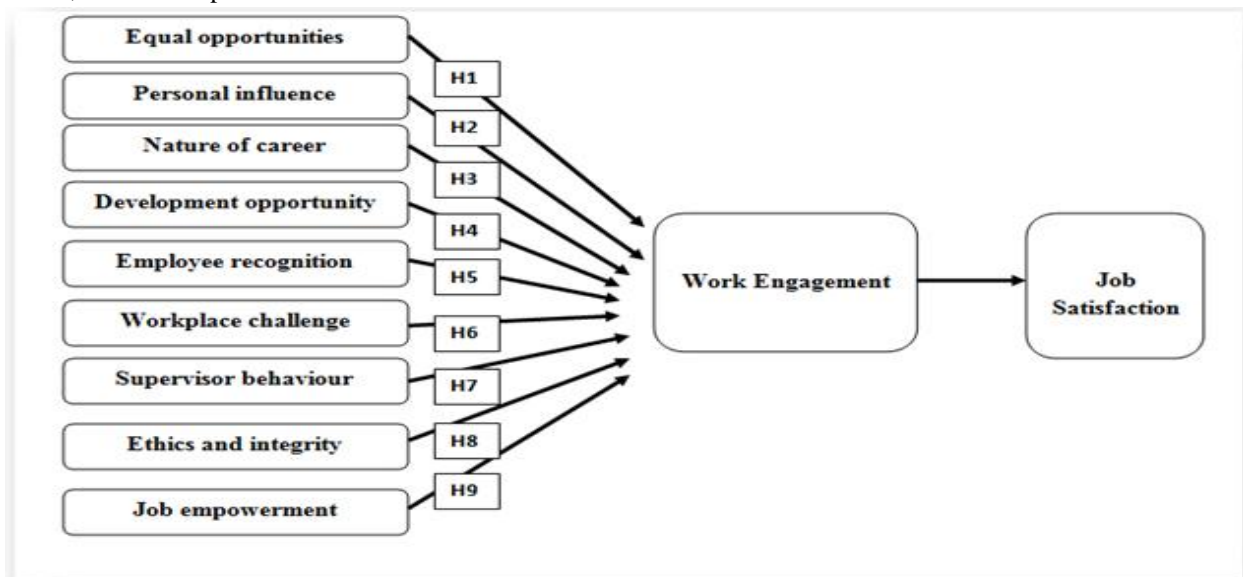 Equal opportunities
H1
Personal influence
H2
Nature of career
H3
Development opportunity
H4
Employee recognition
H5
Workplace challenge
H6
Supervisor behaviour
H7
Ethics and integrity
H8
Job empowerment
H9
Work Engagement
Job
Satisfaction